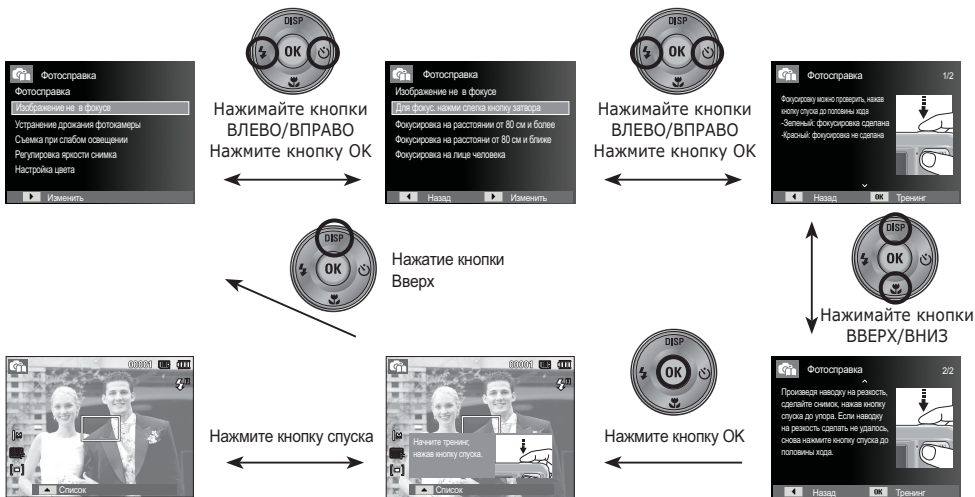 DISP
OK
DISP
OK
Фотосправка
Фотосправка
Изображение не в фокусе
Устранение дрожания фотокамеры
Съемка при слабом освещении
Регулировка яркости снимка
Настройка цвета
Изменить
Нажимайте кнопки
ВЛЕВО/ВПРАВО
Нажмите кнопку OK
Фотосправка
Изображение не в фокусе
Для фокус. нажми слегка кнопку затвора
Фокусировка на расстоянии от 80 см и более
Фокусировка на расстояни от 80 см и ближе
Фокусировка на лице человека
Назад
Изменить
Нажимайте кнопки
ВЛЕВО/ВПРАВО
Нажмите кнопку OK
Фотосправка 1/2
Фокусировку можно проверить, нажав
кнопку спуска до половины хода
-Зеленый: фокусировка сделана
-Красный: фокусировка не сделана
Назад
OK Тренинг
DISP
OK
Нажатие кнопки
Вверх
DISP
OK
Нажимайте кнопки
ВВЕРХ/ВНИЗ
00001
Список
Нажмите кнопку спуска
00001
Начните тренинг,
нажав кнопку спуска.
Список
DISP
OK
Нажмите кнопку OK
Фотосправка 2/2
Произведя наводку на резкость,
сделайте снимок, нажав кнопку
спуска до упора. Если наводку
на резкость сделать не удалось,
снова нажмите кнопку спуска до
половины хода.
Назад
OK Тренинг